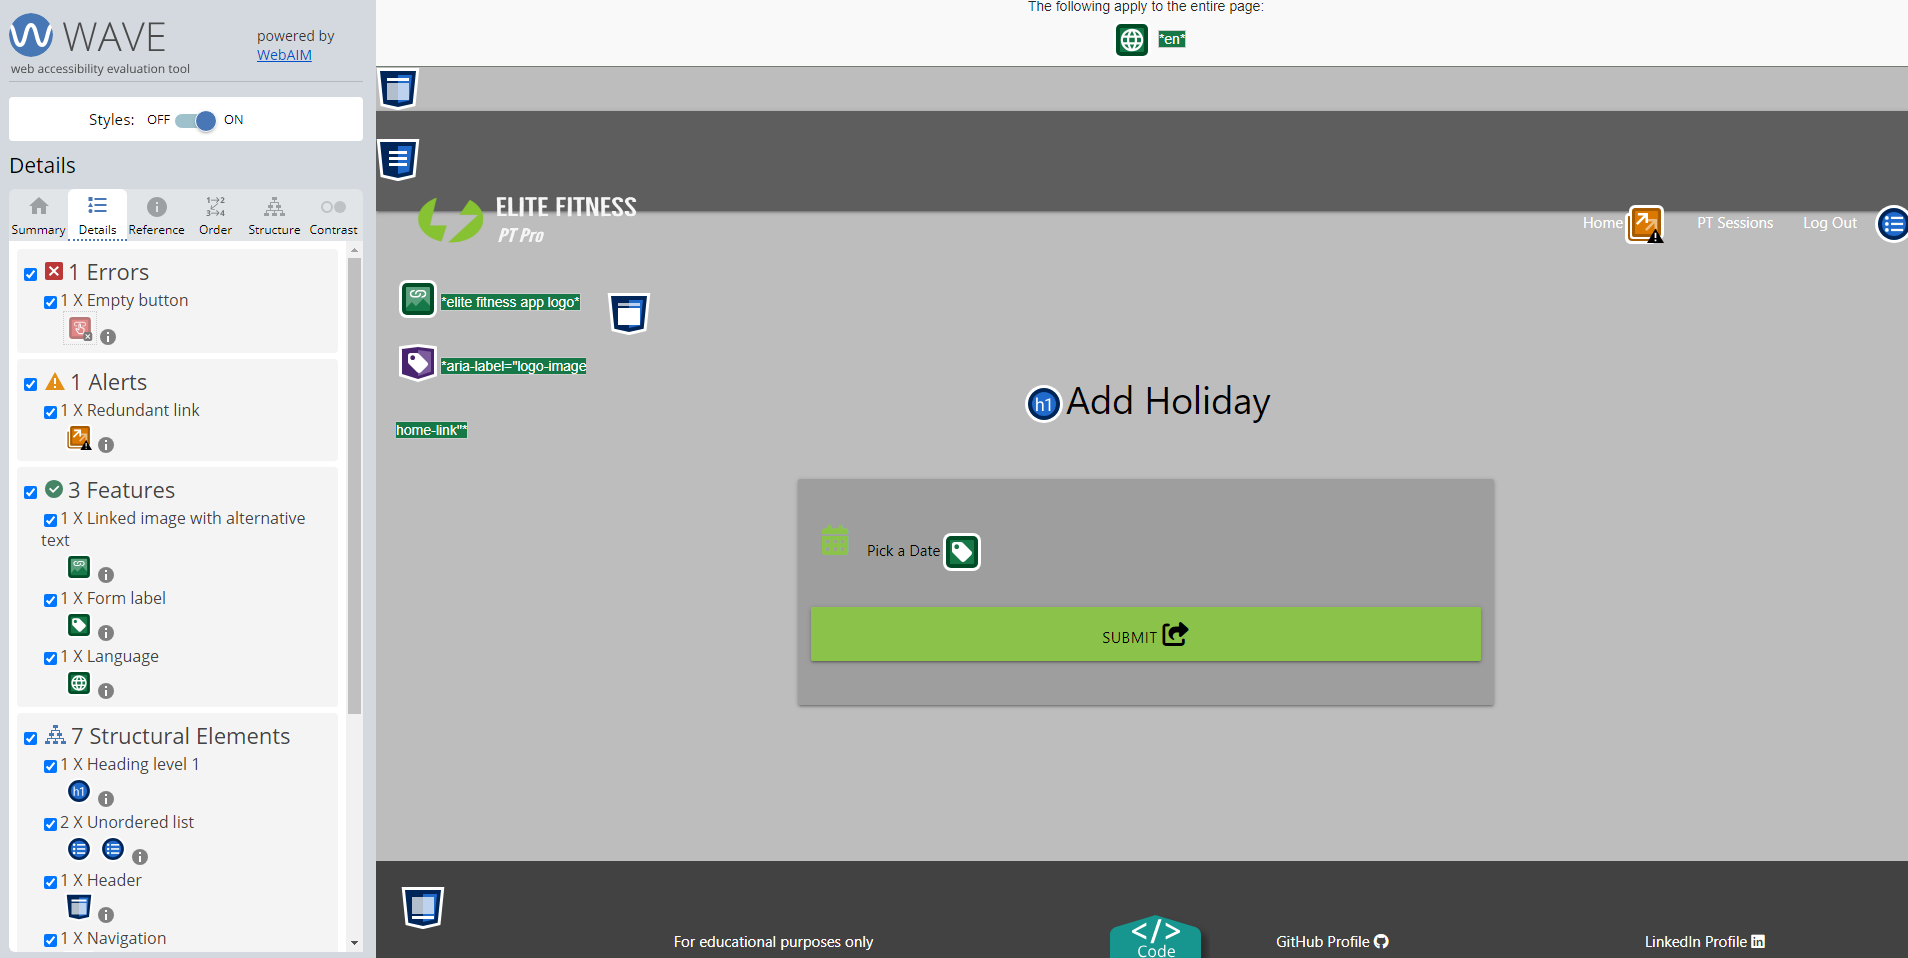 WAVE
web accessibility evaluation tool
powered by
WebAIM
Styles: OFF ON
Details
Summary Details Reference Order Structure Contrast
1 Errors
1 X Empty button
1 Alerts
1 X Redundant link
3 Features
1 X Linked image with alternative
text
1 X Form label
1 X Language
7 Structural Elements
1 X Heading level 1
2 X Unordered list
1 X Header
1 X Navigation
The following apply to the entire page:
*en*
ELITE FITNESS
PT Pro
Home PT Sessions Log Out
*elite fitness app logo*
*aria-label="logo-image
home-link"*
h1 Add Holiday
Pick a Date
SUBMIT
For educational purposes only
</>
Code
GitHub Profile
LinkedIn Profile